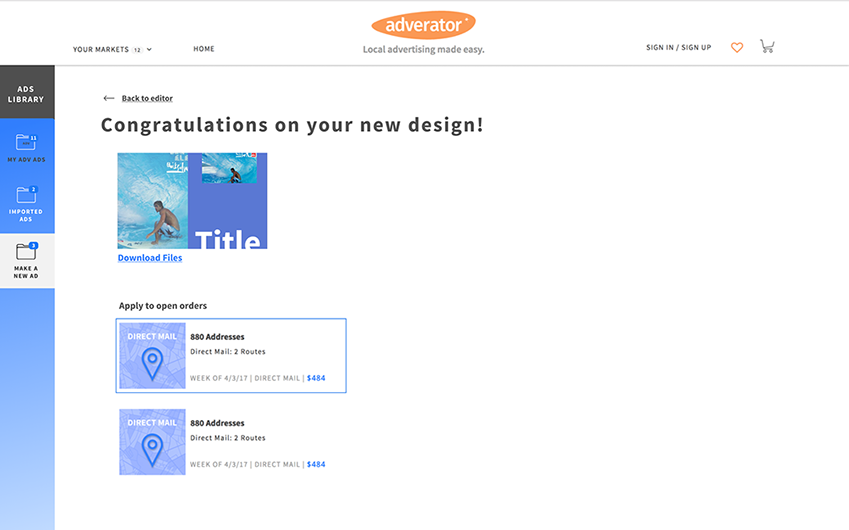 adverator
Local advertising made easy.
YOUR MARKETS 12
HOME
SIGN IN / SIGN UP
ADS
LIBRARY
11
MY ADV ADS
2
IMPORTED
ADS
3
MAKE A
NEW AD
Back to editor
Congratulations on your new design!
Title
Download Files
Apply to open orders
DIRECT MAIL
880 Addresses
Direct Mail: 2 Routes
WEEK OF 4/3/17 | DIRECT MAIL | $484
DIRECT MAIL
880 Addresses
Direct Mail: 2 Routes
WEEK OF 4/3/17 | DIRECT MAIL | $484